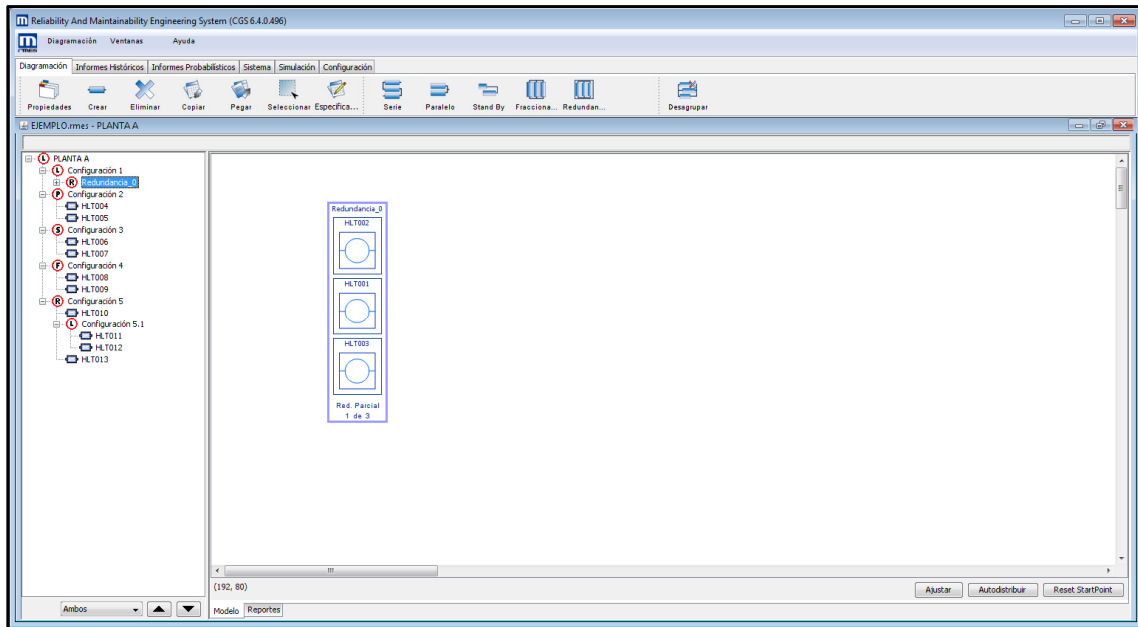 Reliability And Maintainability Engineering System (CGS 6.4.0.496)
rmes Diagramación Ventanas Ayuda
Diagramación Informes Históricos Informes Probabilísticos Sistema Simulación Configuración
Propiedades Crear Eliminar Copiar Pegar Seleccionar Especifica... Serie Paralelo Stand By Fracciona... Redundan... Desagrupar
EJEMPLO.rmes - PLANTA A
L PLANTA A
L Configuración 1
R Redundancia_0
P Configuración 2
HLT004
HLT005
S Configuración 3
HLT006
HLT007
F Configuración 4
HLT008
HLT009
R Configuración 5
HLT010
L Configuración 5.1
HLT011
HLT012
HLT013
Redundancia_0
HLT002
HLT001
HLT003
Red. Parcial
1 de 3
(192, 80)
Ajustar Autodistribuir Reset StartPoint
Ambos
Modelo Reportes